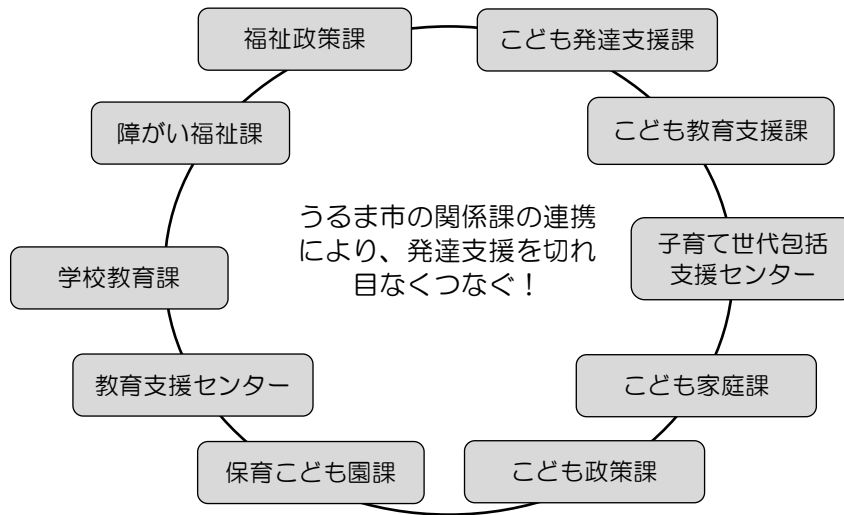 福祉政策課
こども発達支援課
障がい福祉課
こども教育支援課
うるま市の関係課の連携
により、発達支援を切れ
目なくつなぐ！
子育て世代包括
支援センター
学校教育課
教育支援センター
こども家庭課
保育こども園課
こども政策課